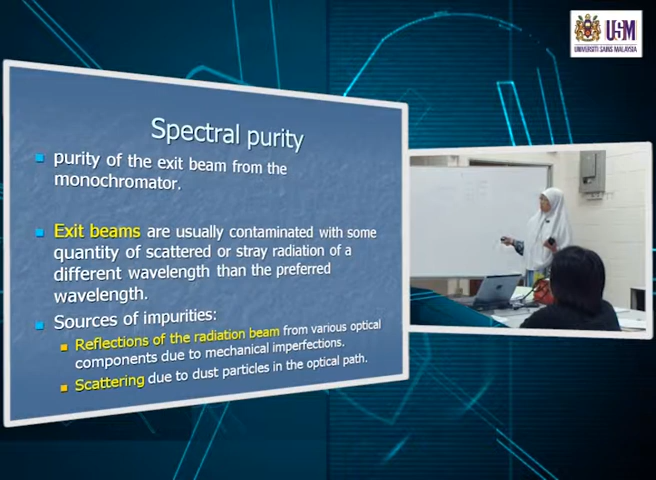 USM
UNIVERSITI SAINS MALAYSIA
Spectral purity
purity of the exit beam from the
monochromator.
Exit beams are usually contaminated with some
quantity of scattered or stray radiation of a
different wavelength than the preferred
wavelength.
Sources of impurities:
Reflections of the radiation beam from various optical
components due to mechanical imperfections.
Scattering due to dust particles in the optical path.